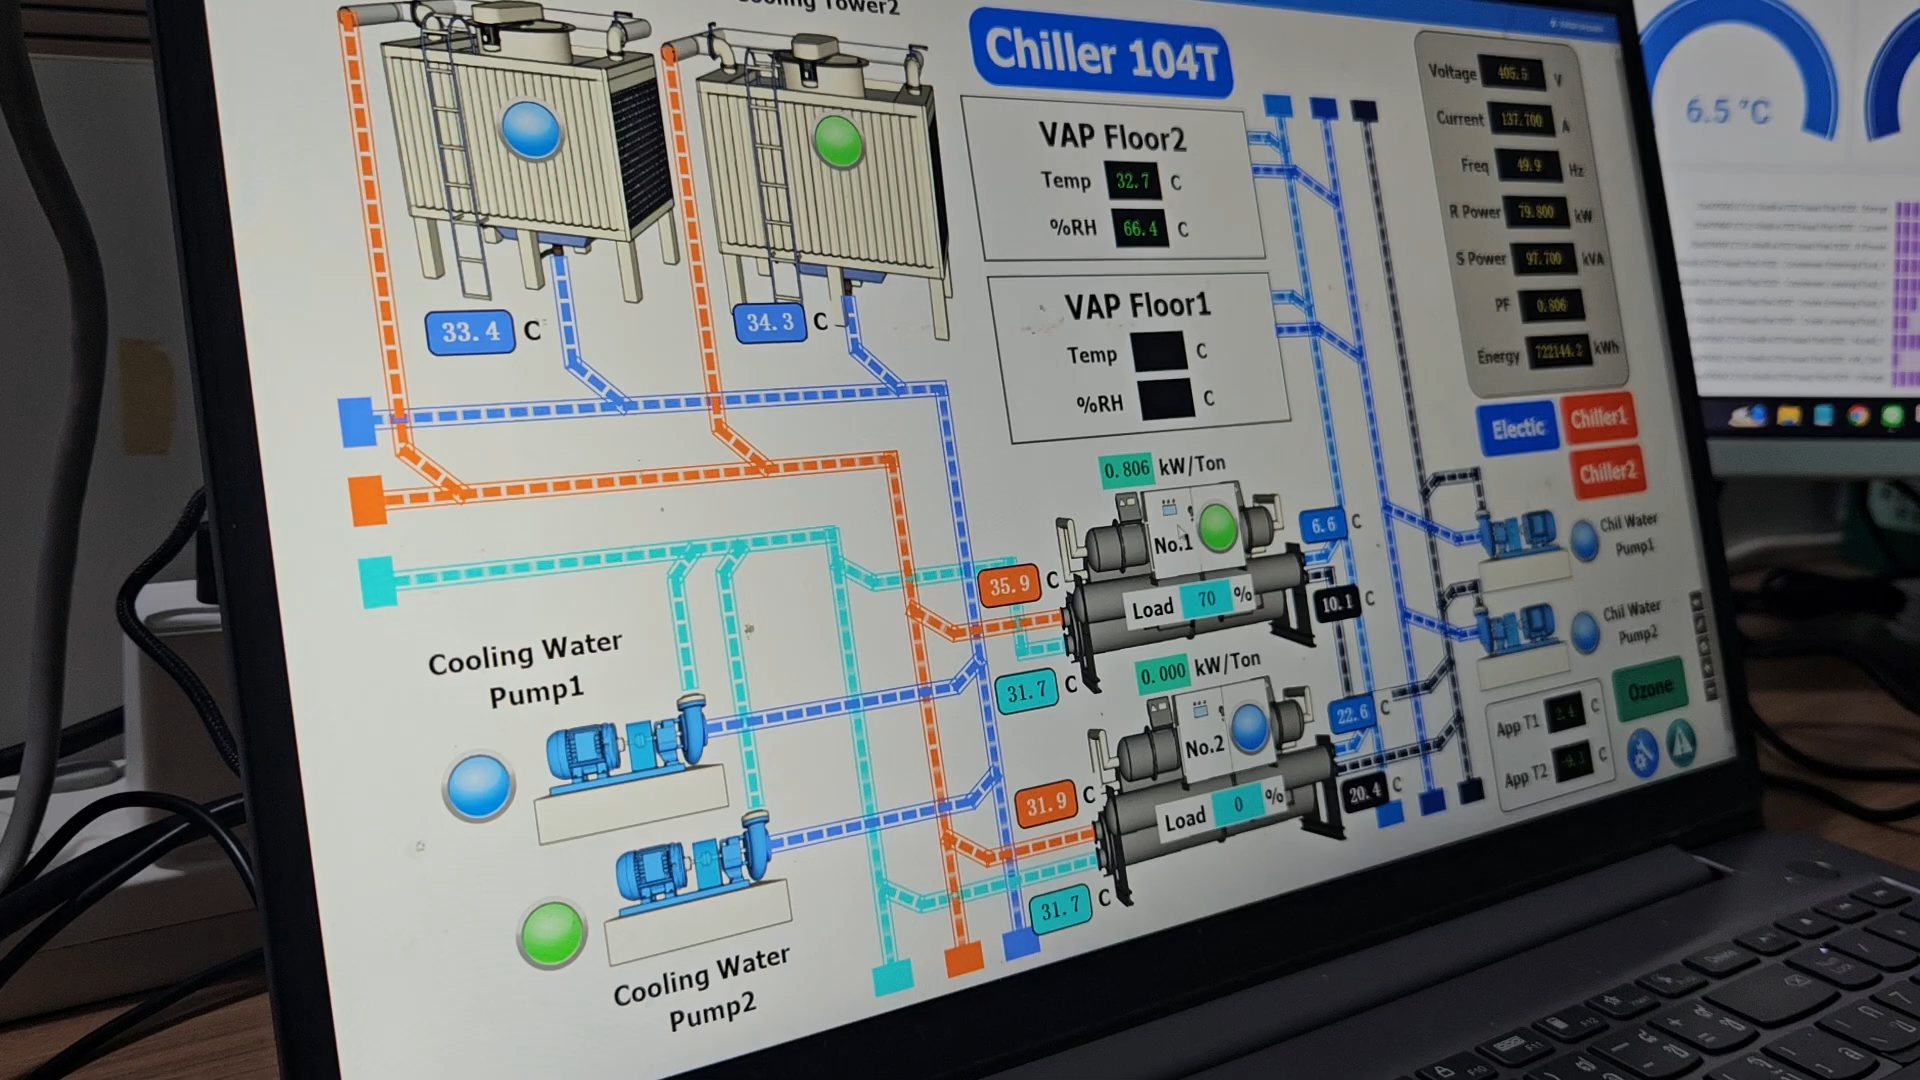 Cooling Tower2
Chiller 104T
33.4 C
34.3 C
VAP Floor2
Temp 32.7 C
%RH 66.4 C
VAP Floor1
Temp C
%RH C
Voltage 405.5 V
Current 137.700 A
Freq 49.9 Hz
R Power 79.800 kW
S Power 97.700 kVA
PF 0.806
Energy 722144.2 kWh
Electic
Chiller1
Chiller2
6.5 °C
0.806 kW/Ton
No.1
Load 70 %
35.9 C
31.7 C
6.6 C
10.1 C
0.000 kW/Ton
No.2
Load 0 %
31.9 C
31.7 C
22.6 C
20.4 C
Chil Water
Pump1
Chil Water
Pump2
Ozone
App T1 2.4 C
App T2 C
Cooling Water
Pump1
Cooling Water
Pump2